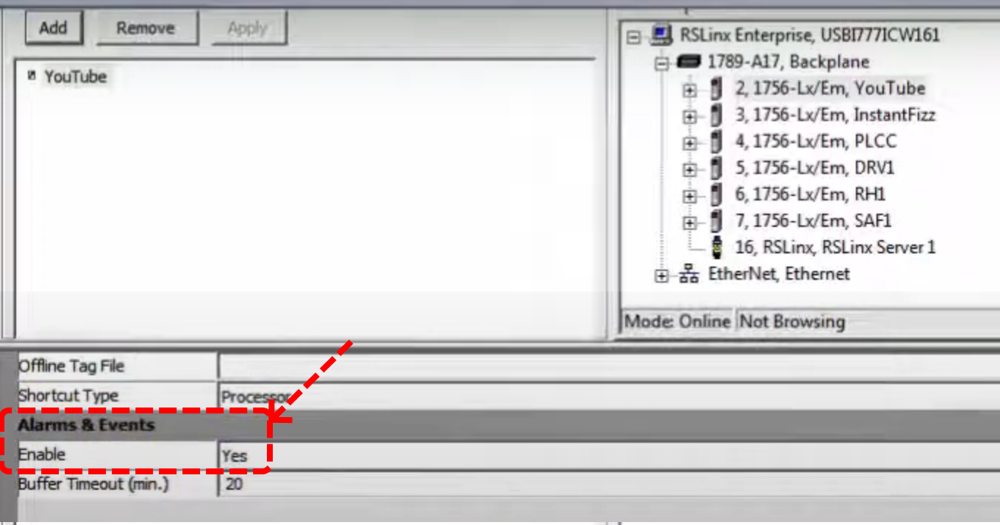 Add Remove Apply
YouTube
RSLinx Enterprise, USBI777ICW161
1789-A17, Backplane
2, 1756-Lx/Em, YouTube
3, 1756-Lx/Em, InstantFizz
4, 1756-Lx/Em, PLCC
5, 1756-Lx/Em, DRV1
6, 1756-Lx/Em, RH1
7, 1756-Lx/Em, SAF1
16, RSLinx, RSLinx Server 1
EtherNet, Ethernet
Mode: Online Not Browsing
Offline Tag File
Shortcut Type Processor
Alarms & Events
Enable Yes
Buffer Timeout (min.) 20